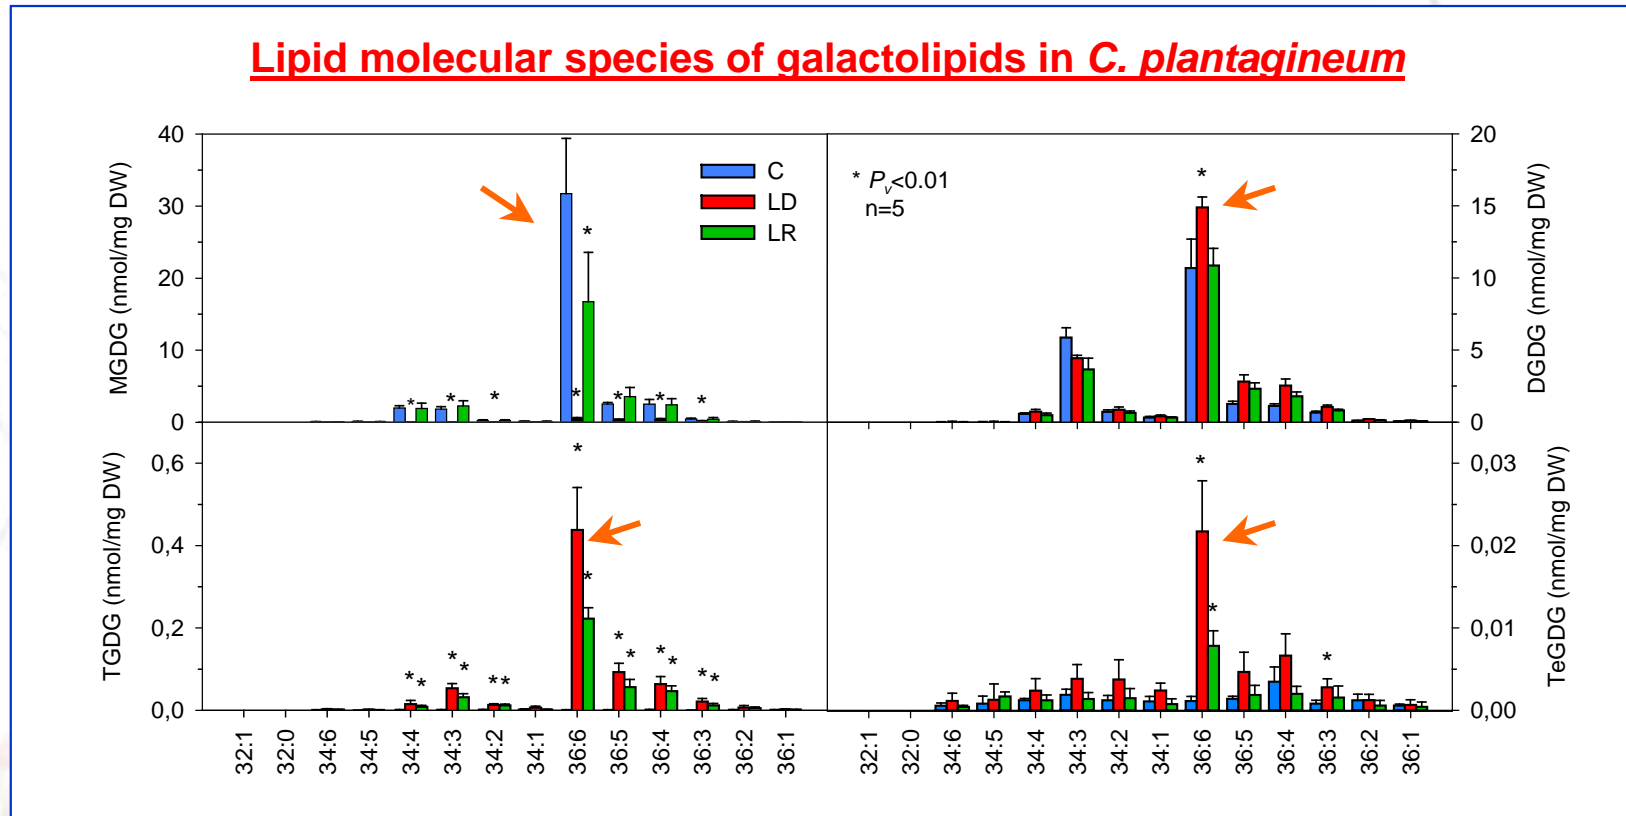 Lipid molecular species of galactolipids in C. plantagineum
40
30
20
10
0
MGDG (nmol/mg DW)
C
LD
LR
* * * * * * * *
* Pv<0.01
n=5
*
20
15
10
5
0
DGDG (nmol/mg DW)
0,6
0,4
0,2
0,0
TGDG (nmol/mg DW)
* * * * * * * * * * * * * *
* * *
0,03
0,02
0,01
0,00
TeGDG (nmol/mg DW)
32:1 32:0 34:6 34:5 34:4 34:3 34:2 34:1 36:6 36:5 36:4 36:3 36:2 36:1
32:1 32:0 34:6 34:5 34:4 34:3 34:2 34:1 36:6 36:5 36:4 36:3 36:2 36:1